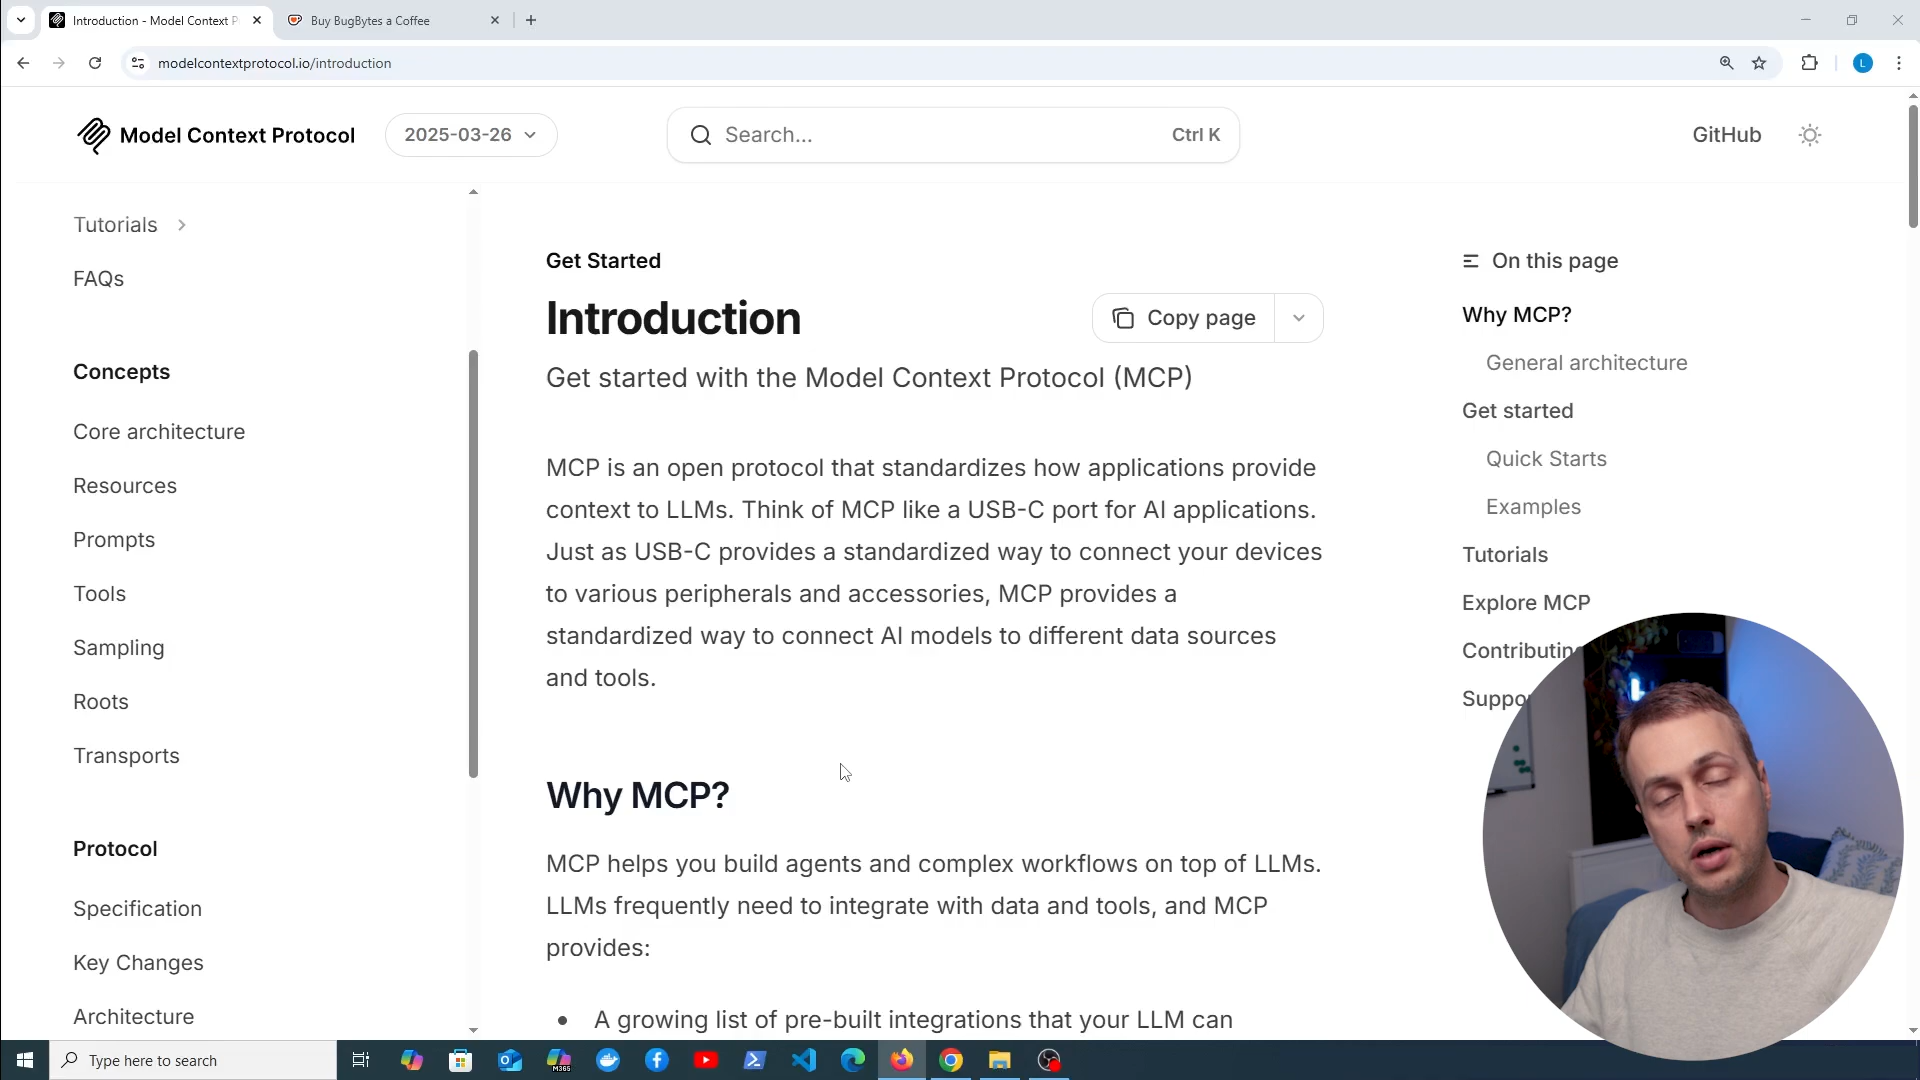 Introduction - Model Context P
Buy BugBytes a Coffee
modelcontextprotocol.io/introduction
L
Model Context Protocol
2025-03-26
Search...
Ctrl K
GitHub
Tutorials
FAQs
Concepts
Core architecture
Resources
Prompts
Tools
Sampling
Roots
Transports
Protocol
Specification
Key Changes
Architecture
Get Started
Introduction
Copy page
Get started with the Model Context Protocol (MCP)
MCP is an open protocol that standardizes how applications provide
context to LLMs. Think of MCP like a USB-C port for AI applications.
Just as USB-C provides a standardized way to connect your devices
to various peripherals and accessories, MCP provides a
standardized way to connect AI models to different data sources
and tools.
Why MCP?
MCP helps you build agents and complex workflows on top of LLMs.
LLMs frequently need to integrate with data and tools, and MCP
provides:
A growing list of pre-built integrations that your LLM can
On this page
Why MCP?
General architecture
Get started
Quick Starts
Examples
Tutorials
Explore MCP
Contributin
Suppo
Type here to search
M365